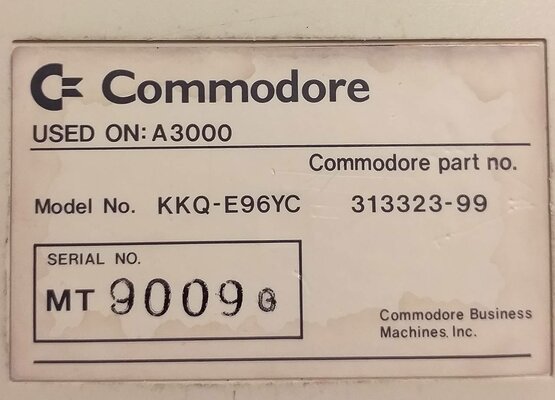 Commodore
USED ON: A3000
Commodore part no.
Model No. KKQ-E96YC 313323-99
SERIAL NO.
MT 9009
Commodore Business
Machines, Inc.